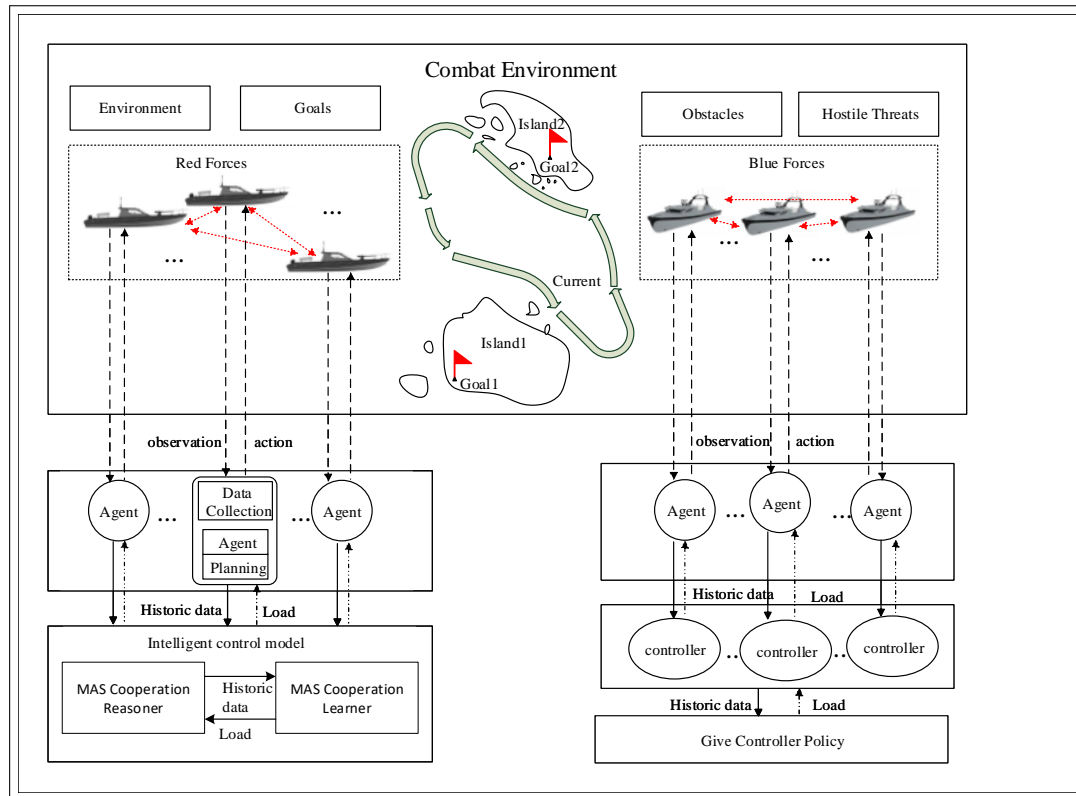 Combat Environment
Environment
Goals
Obstacles
Hostile Threats
Red Forces
...
...
Island2
Goal2
Current
Island1
Goal1
Blue Forces
...
...
observation
action
Agent
...
Data
Collection
Agent
Planning
...
Agent
Historic data
Load
Intelligent control model
MAS Cooperation
Reasoner
Historic
data
Load
MAS Cooperation
Learner
observation
action
Agent
...
Agent
...
Agent
Historic data
Load
controller
..
controller
..
controller
Historic data
Load
Give Controller Policy